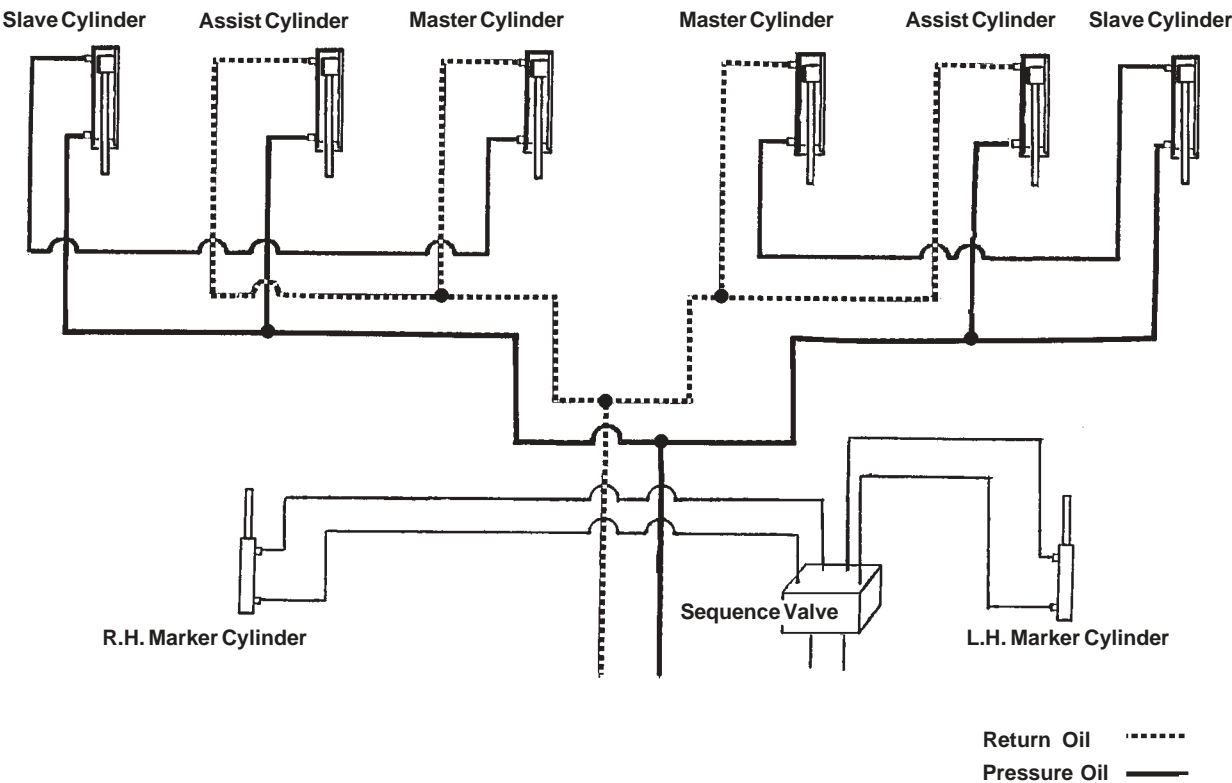 Slave Cylinder Assist Cylinder Master Cylinder Master Cylinder Assist Cylinder Slave Cylinder
Sequence Valve
R.H. Marker Cylinder L.H. Marker Cylinder
Return Oil
Pressure Oil